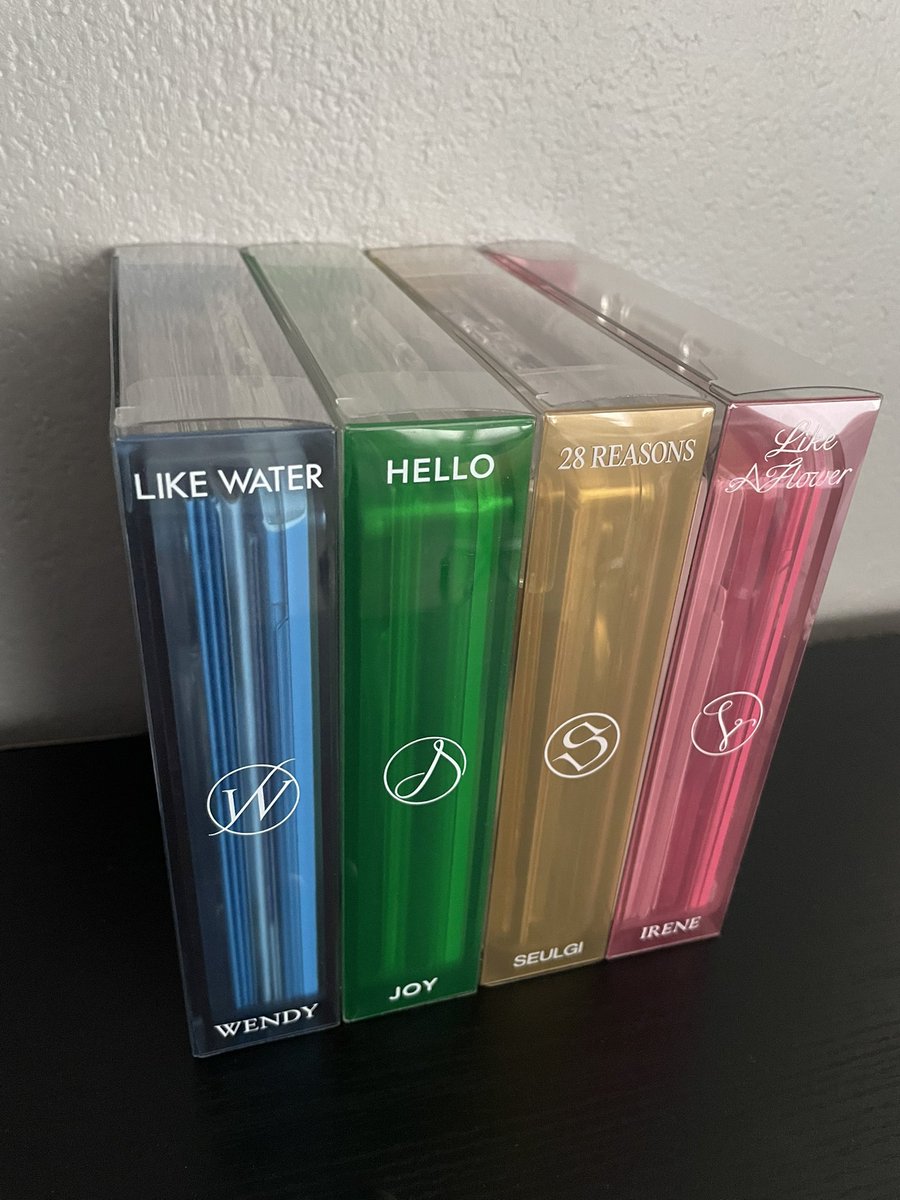 LIKE WATER
W
WENDY
HELLO
J
JOY
28 REASONS
S
SEULGI
Like
A Flower
IRENE